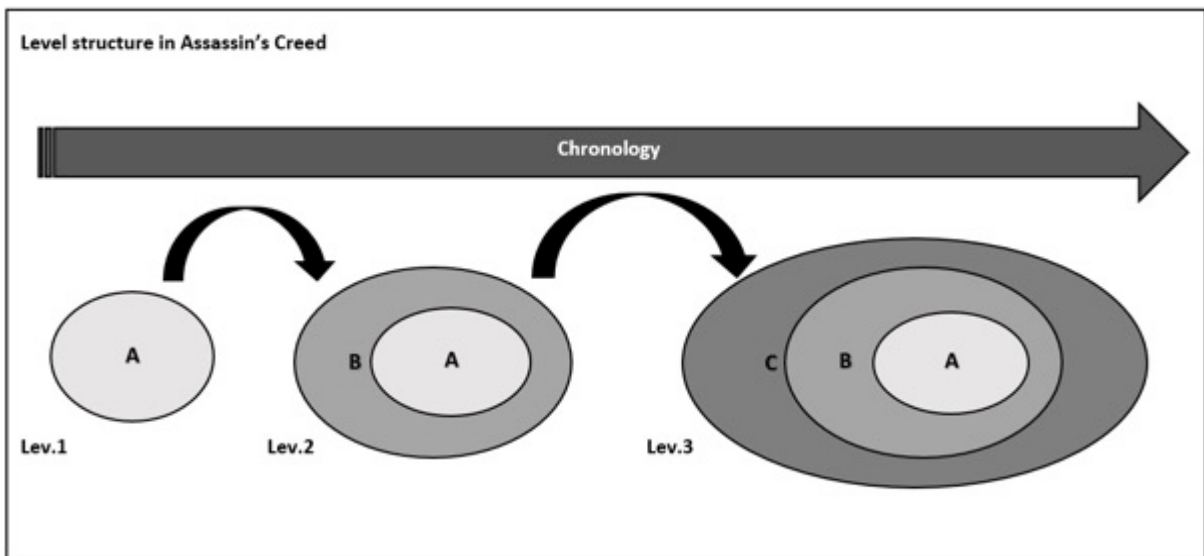 Level structure in Assassin's Creed
Chronology
A
B
A
C
B
A
Lev.1
Lev.2
Lev.3